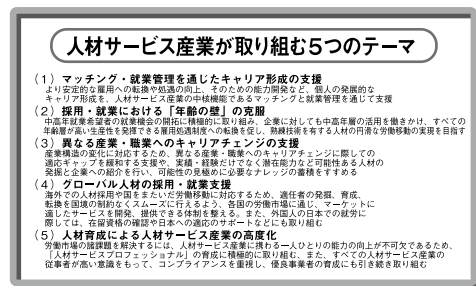 人材サービス産業が取り組む5つのテーマ
(1)マッチング・就業管理を通じたキャリア形成の支援
より安定的な雇用への転換や処遇の向上、そのための能力開発など、個人の発展的な
キャリア形成を、人材サービス産業の中核機能であるマッチングと就業管理を通じて支援
(2)採用・就業における「年齢の壁」の克服
中高年就業希望者の就業機会の開拓に積極的に取り組み、企業に対しても中高年層の活用を働きかけ、すべての
年齢層が高い生産性を発揮できる雇用処遇制度への転換を促し、熟練技術を有する人材の円滑な労働移動の実現を目指す
(3)異なる産業・職業へのキャリアチェンジの支援
産業構造の変化に対応するため、異なる産業・職業へのキャリアチェンジに際しての
適応ギャップを緩和する支援や、実績・経験だけでなく潜在能力など可能性ある人材の
発掘と企業への紹介を行い、可能性の見極めに必要なナレッジの蓄積をすすめる
(4)グローバル人材の採用・就業支援
海外での人材採用や国をまたいだ労働移動に対応するため、適任者の発掘、育成、
転換を国境の制約なくスムーズに行えるよう、各国の労働市場に通じ、マーケットに
適したサービスを開発、提供できる体制を整える。また、外国人の日本での就労に
際しては、在留資格の確認や日本への適応のサポートなどにも取り組む
(5)人材育成による人材サービス産業の高度化
労働市場の諸課題を解決するには、人材サービス産業に携わる一人ひとりの能力の向上が不可欠であるため、
「人材サービスプロフェッショナル」の育成に積極的に取り組む、また、すべての人材サービス産業の
従事者が高い意識をもって、コンプライアンスを重視し、優良事業者の育成にも引き続き取り組む